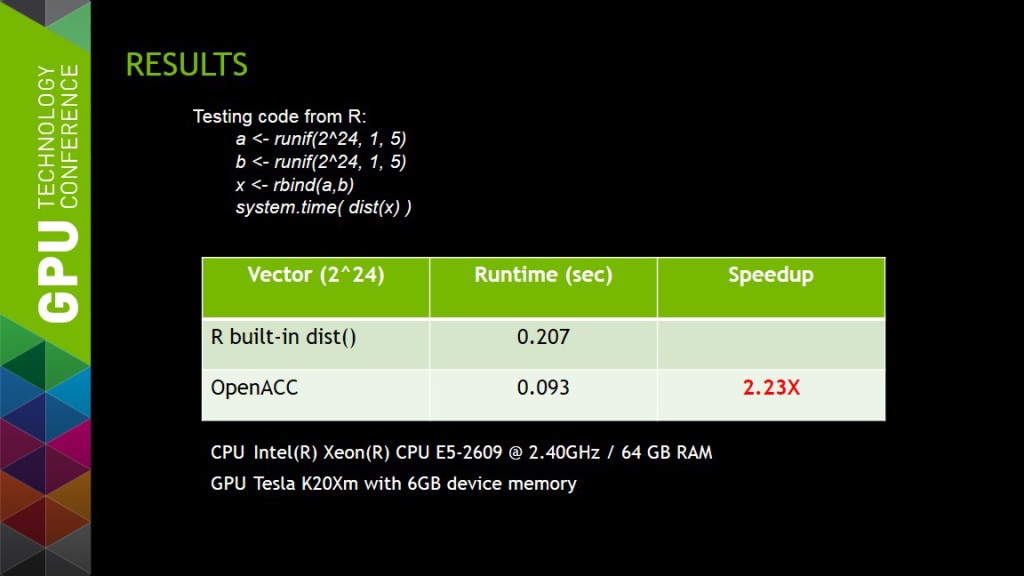 GPU TECHNOLOGY
CONFERENCE
RESULTS
Testing code from R:
a <- runif(2^24, 1, 5)
b <- runif(2^24, 1, 5)
x <- rbind(a,b)
system.time( dist(x) )
Vector (2^24) Runtime (sec) Speedup
R built-in dist() 0.207
OpenACC 0.093 2.23X
CPU Intel(R) Xeon(R) CPU E5-2609 @ 2.40GHz / 64 GB RAM
GPU Tesla K20Xm with 6GB device memory